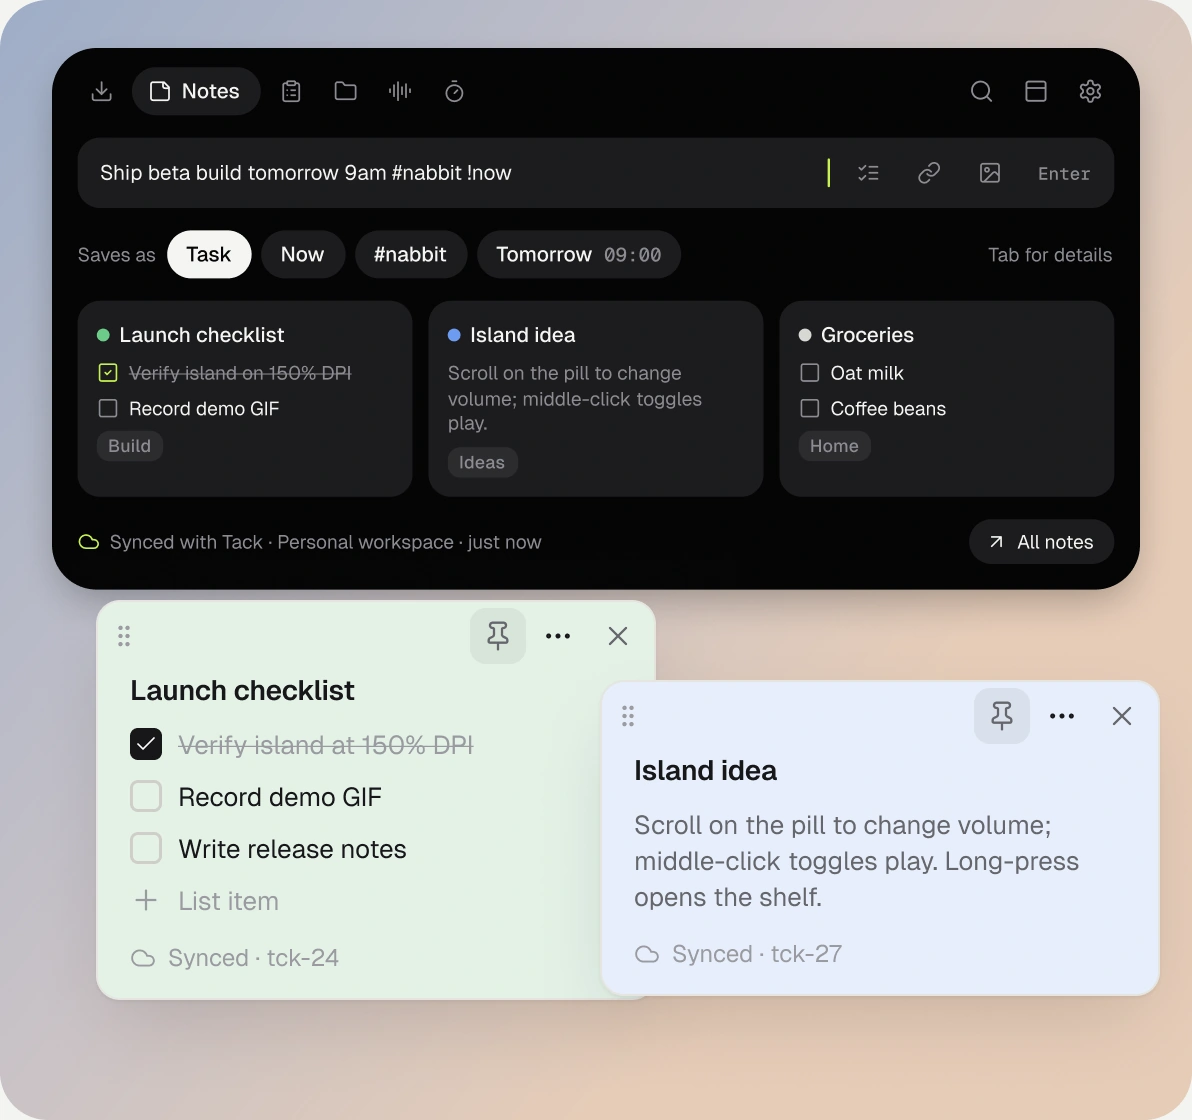 Notes
Ship beta build tomorrow 9am #nabbit !now
Enter
Saves as
Task
Now
#nabbit
Tomorrow 09:00
Tab for details
Launch checklist
Verify island on 150% DPI
Record demo GIF
Build
Island idea
Scroll on the pill to change
volume; middle-click toggles
play.
Ideas
Groceries
Oat milk
Coffee beans
Home
Synced with Tack · Personal workspace · just now
All notes
Launch checklist
Verify island at 150% DPI
Record demo GIF
Write release notes
List item
Synced · tck-24
Island idea
Scroll on the pill to change volume;
middle-click toggles play. Long-press
opens the shelf.
Synced · tck-27